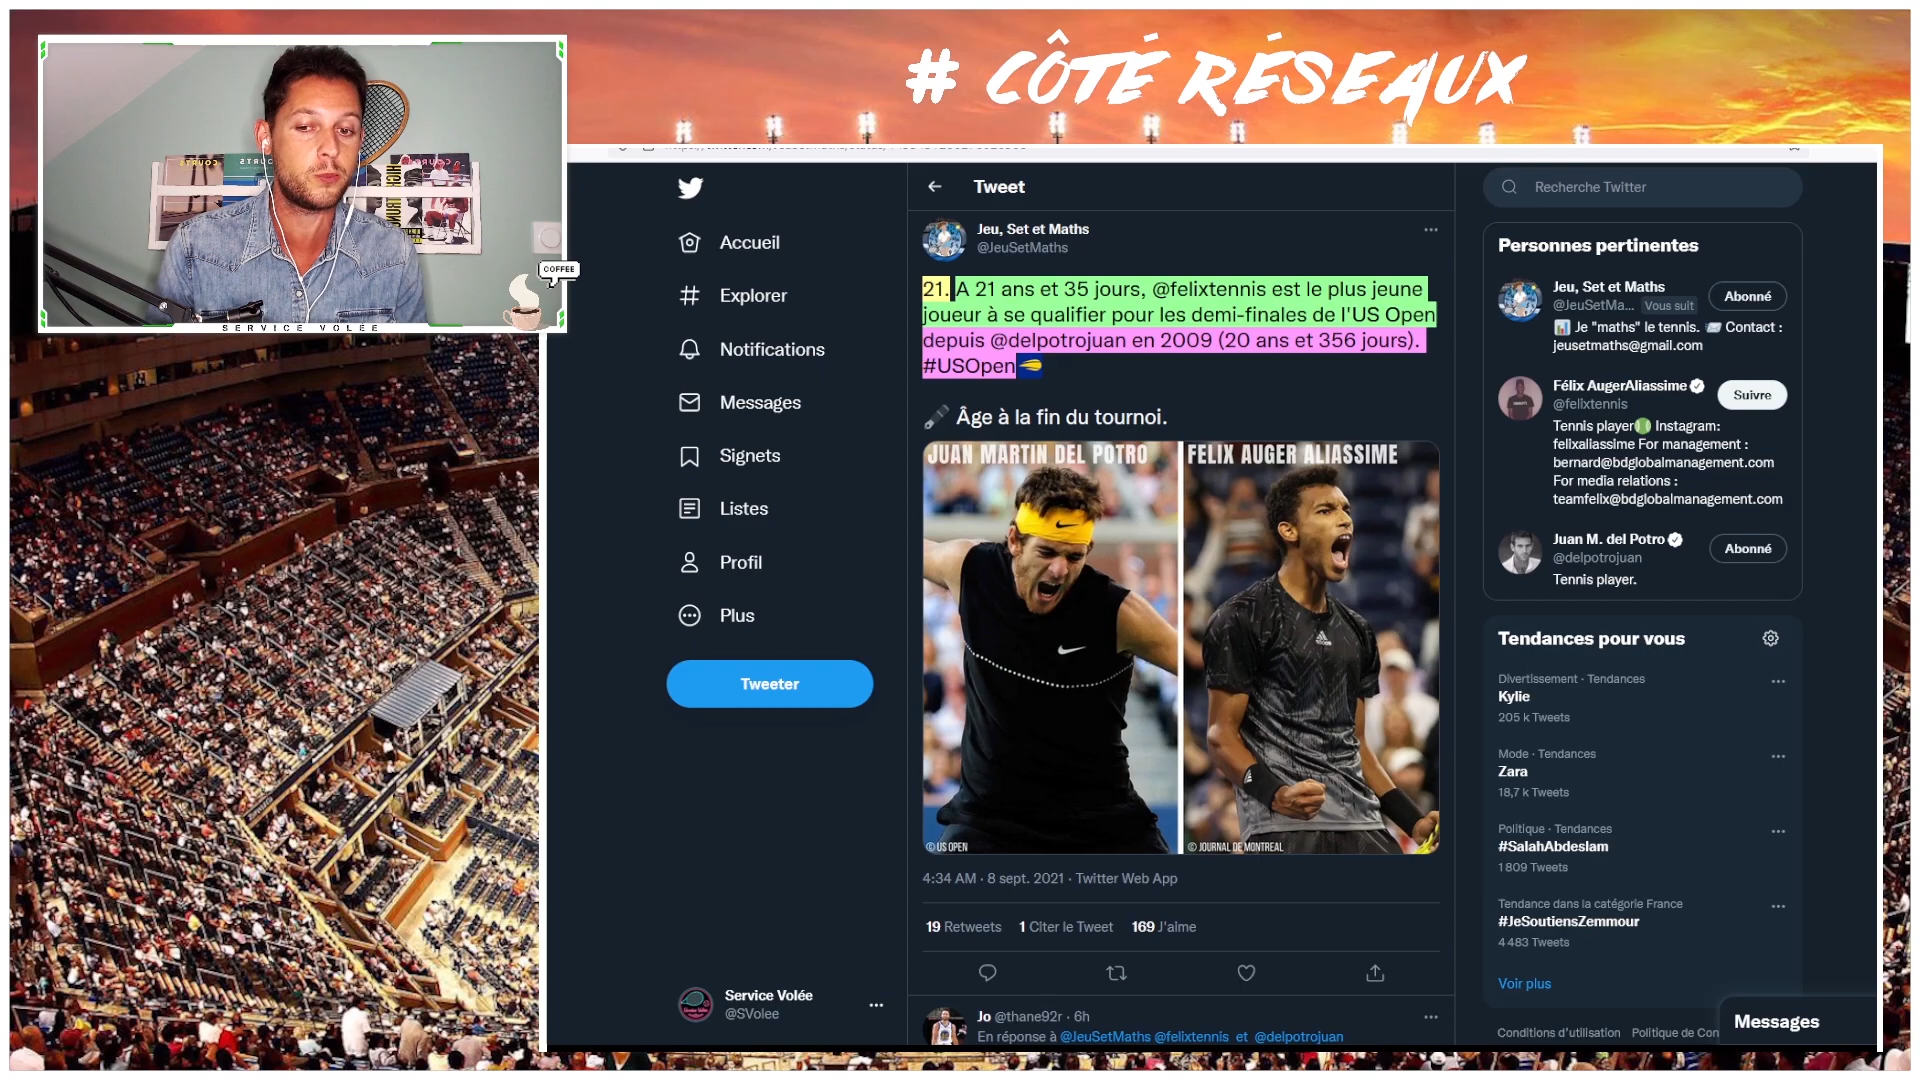 # CÔTÉ RÉSEAUX
COFFEE
SERVICE VOLÉE
Accueil
Explorer
Notifications
Messages
Signets
Listes
Profil
Plus
Tweeter
Service Volée
@SVolee
Tweet
Jeu, Set et Maths
@JeuSetMaths
21. A 21 ans et 35 jours, @felixtennis est le plus jeune
joueur à se qualifier pour les demi-finales de l'US Open
depuis @delpotrojuan en 2009 (20 ans et 356 jours).
#USOpen
Âge à la fin du tournoi.
JUAN MARTIN DEL POTRO
FELIX AUGER ALIASSIME
© US OPEN
© JOURNAL DE MONTREAL
4:34 AM · 8 sept. 2021 · Twitter Web App
19 Retweets 1 Citer le Tweet 169 J'aime
Jo @thane92r · 6h
En réponse à @JeuSetMaths @felixtennis et @delpotrojuan
Recherche Twitter
Personnes pertinentes
Jeu, Set et Maths
@JeuSetMa... Vous suit
Abonné
Je "maths" le tennis. Contact :
jeusetmaths@gmail.com
Félix AugerAliassime
@felixtennis
Suivre
Tennis player Instagram:
felixaliassime For management :
bernard@bdglobalmanagement.com
For media relations :
teamfelix@bdglobalmanagement.com
Juan M. del Potro
@delpotrojuan
Abonné
Tennis player.
Tendances pour vous
Divertissement · Tendances
Kylie
205 k Tweets
Mode · Tendances
Zara
18,7 k Tweets
Politique · Tendances
#SalahAbdeslam
1 809 Tweets
Tendance dans la catégorie France
#JeSoutiensZemmour
4 483 Tweets
Voir plus
Conditions d'utilisation Politique de Con
Messages